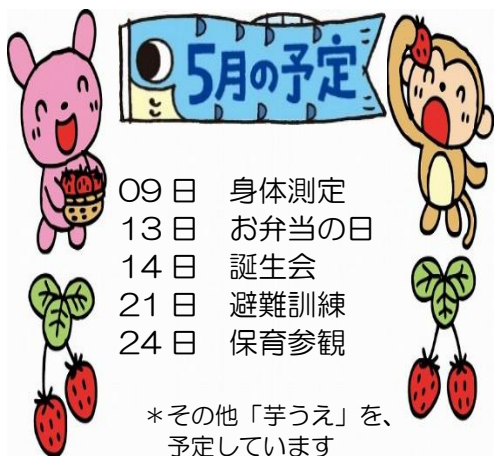 5月の予定
09日 身体測定
13日 お弁当の日
14日 誕生会
21日 避難訓練
24日 保育参観
*その他「芋うえ」を、
予定しています